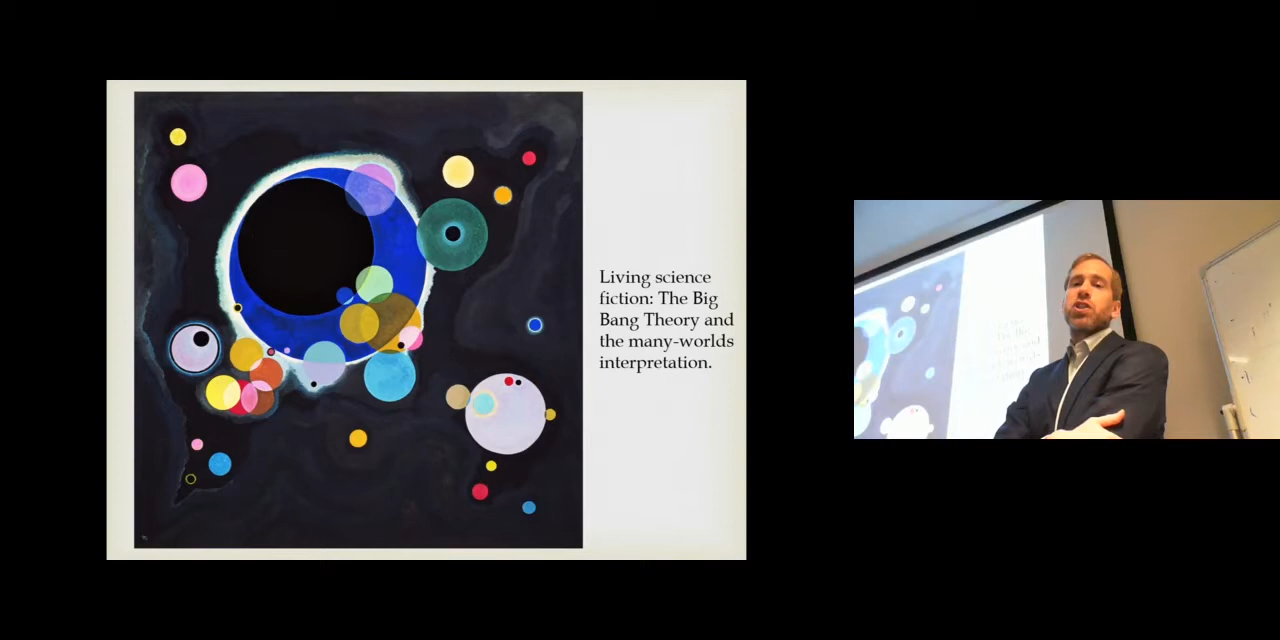 Living science
fiction: The Big
Bang Theory and
the many-worlds
interpretation.